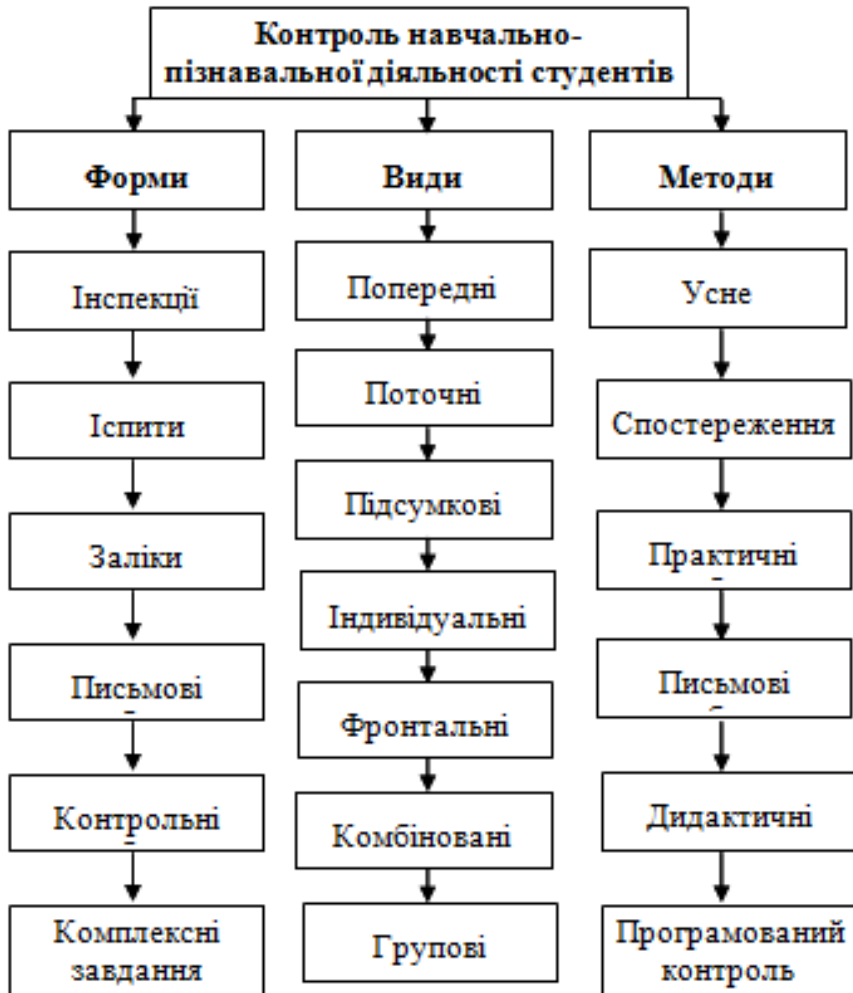 Контроль навчально-
пізнавальної діяльності студентів
Форми
Види
Методи
Інспекції
Іспити
Заліки
Письмові
Контрольні
Комплексні
завдання
Попередні
Поточні
Підсумкові
Індивідуальні
Фронтальні
Комбіновані
Групові
Усне
Спостереження
Практичні
Письмові
Дидактичні
Програмований
контроль